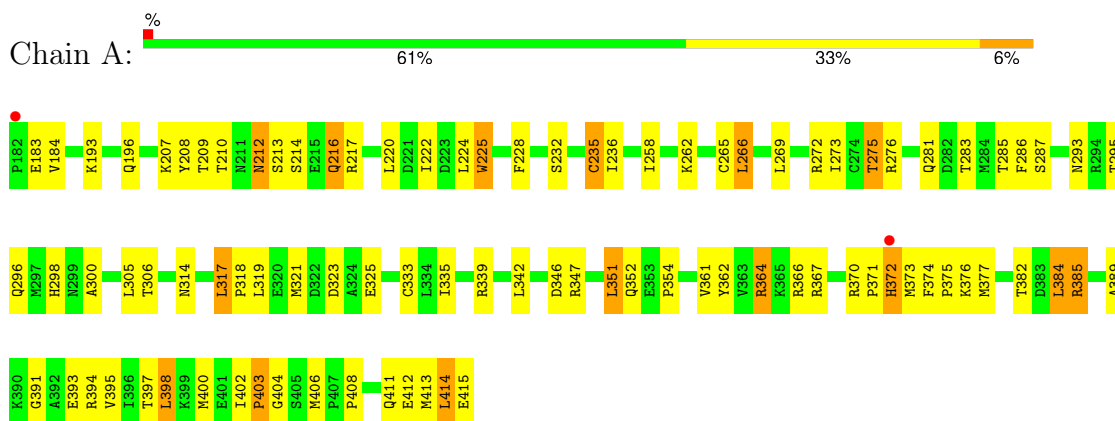 %
Chain A:
61% 33% 6%
P182 E183 V184 K193 Q196 K207 Y208 T209 T210 N211 N212 S213 S214 E215 Q216 R217 L220 D221 I222 D223 L224 W225 F228 S232 C235 I236 I258 K262 C265 L266 L269 R272 I273 C274 T275 R276 Q281 D282 T283 M284 T285 F286 S287 N293 R294 T295
Q296 M297 H298 N299 A300 L305 T306 N314 L317 P318 L319 E320 M321 D322 D323 A324 E325 C333 L334 I335 R339 L342 D346 R347 L351 Q352 E353 P354 V361 Y362 V363 R364 K365 R366 R367 R370 P371 H372 M373 F374 P375 K376 M377 T382 D383 L384 R385 A389
K390 G391 A392 E393 R394 V395 I396 T397 L398 K399 M400 E401 I402 P403 G404 S405 M406 P407 P408 Q411 E412 M413 L414 E415